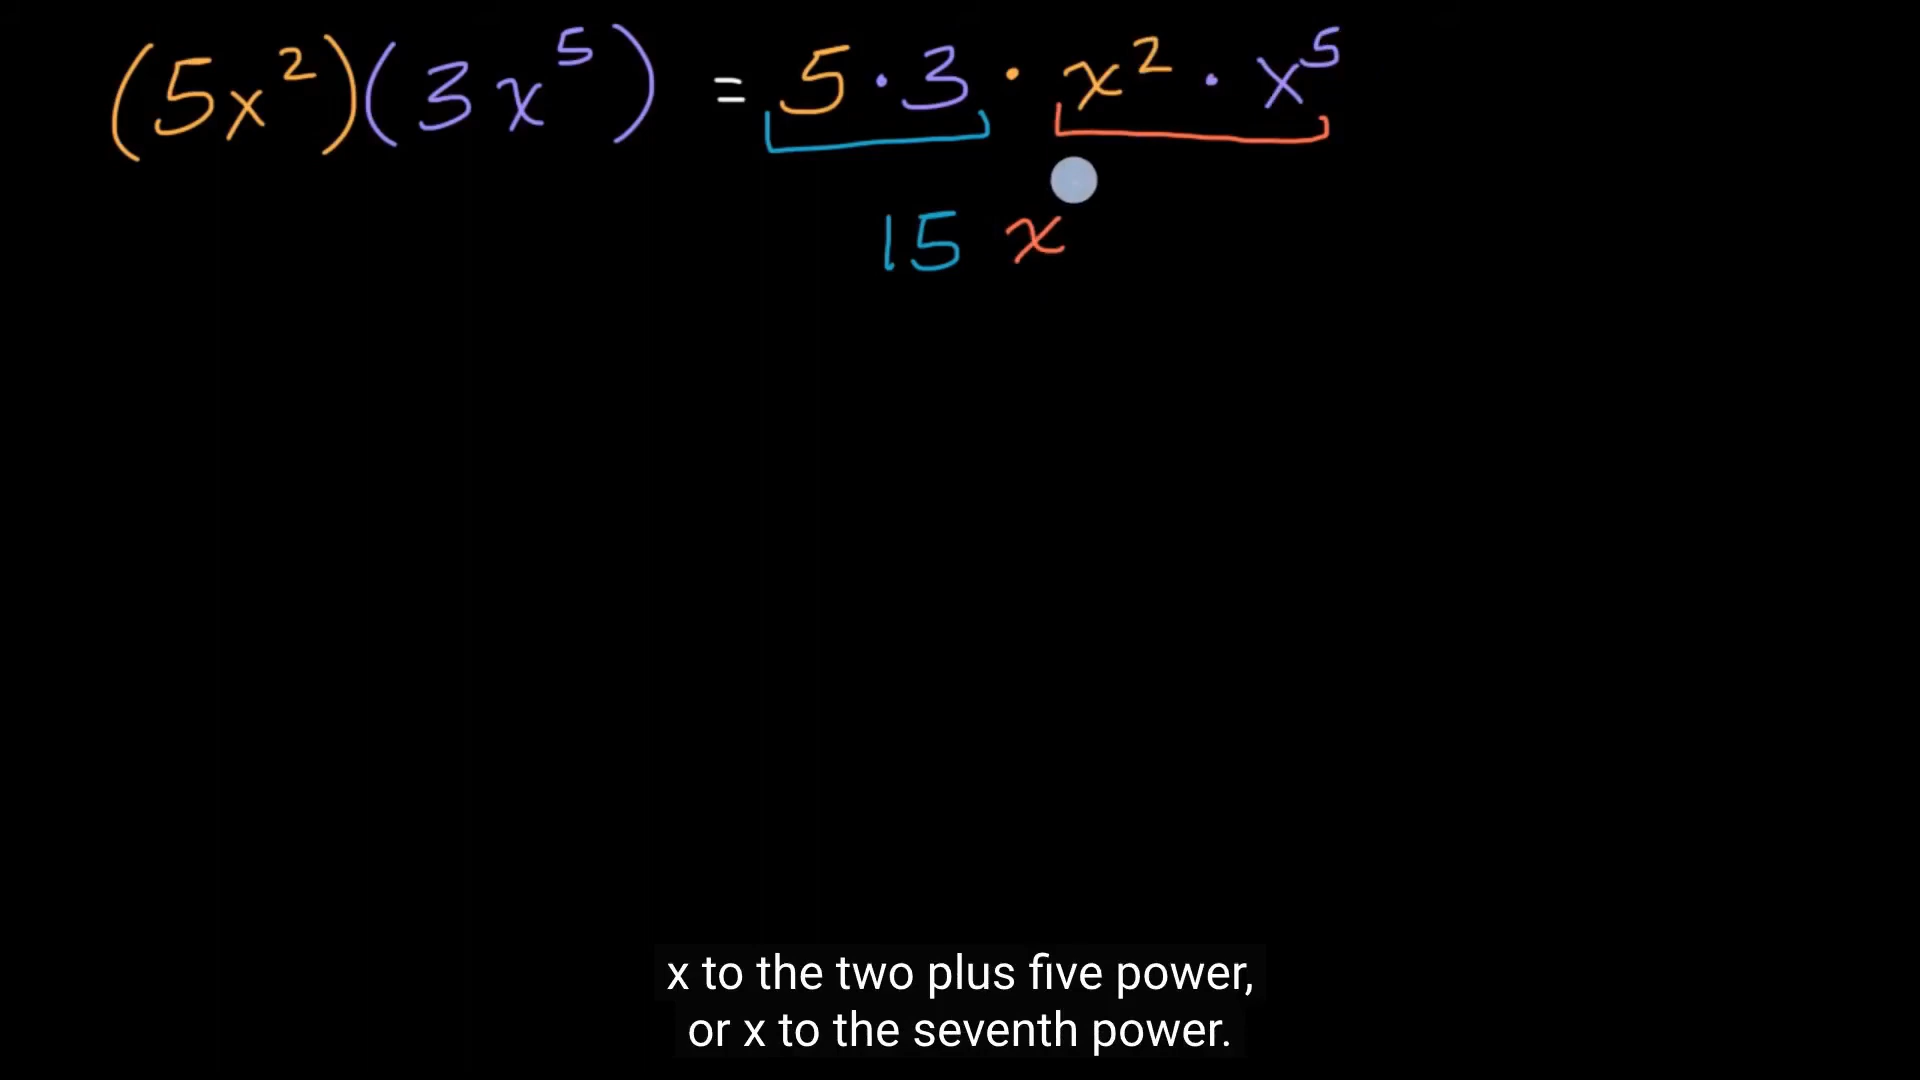 (5x²)(3x⁵) = 5·3·x²·x⁵
15 x
x to the two plus five power,
or x to the seventh power.